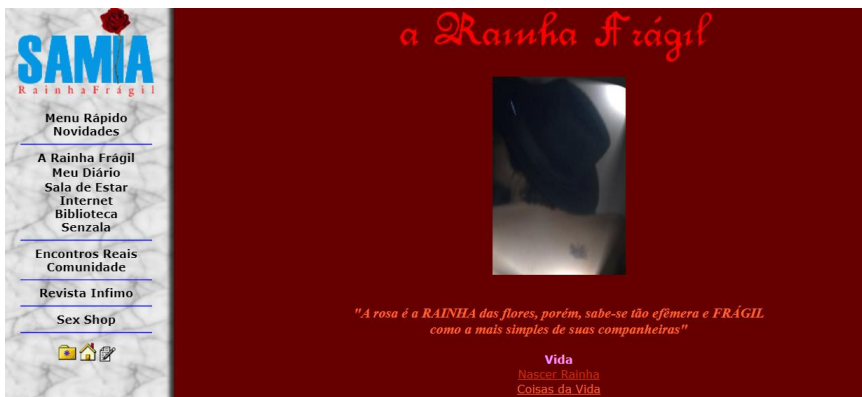 SAMIA
RainhaFrágil
Menu Rápido
Novidades
A Rainha Frágil
Meu Diário
Sala de Estar
Internet
Biblioteca
Senzala
Encontros Reais
Comunidade
Revista Infimo
Sex Shop
a Rainha Frágil
"A rosa é a RAINHA das flores, porém, sabe-se tão efêmera e FRÁGIL
como a mais simples de suas companheiras"
Vida
Nascer Rainha
Coisas da Vida